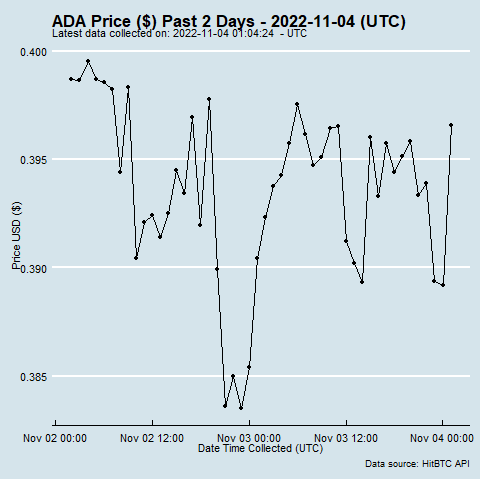 ADA Price ($) Past 2 Days - 2022-11-04 (UTC)
Latest data collected on: 2022-11-04 01:04:24 - UTC
0.400
0.395
0.390
0.385
Price USD ($)
Nov 02 00:00 Nov 02 12:00 Nov 03 00:00 Nov 03 12:00 Nov 04 00:00
Date Time Collected (UTC)
Data source: HitBTC API